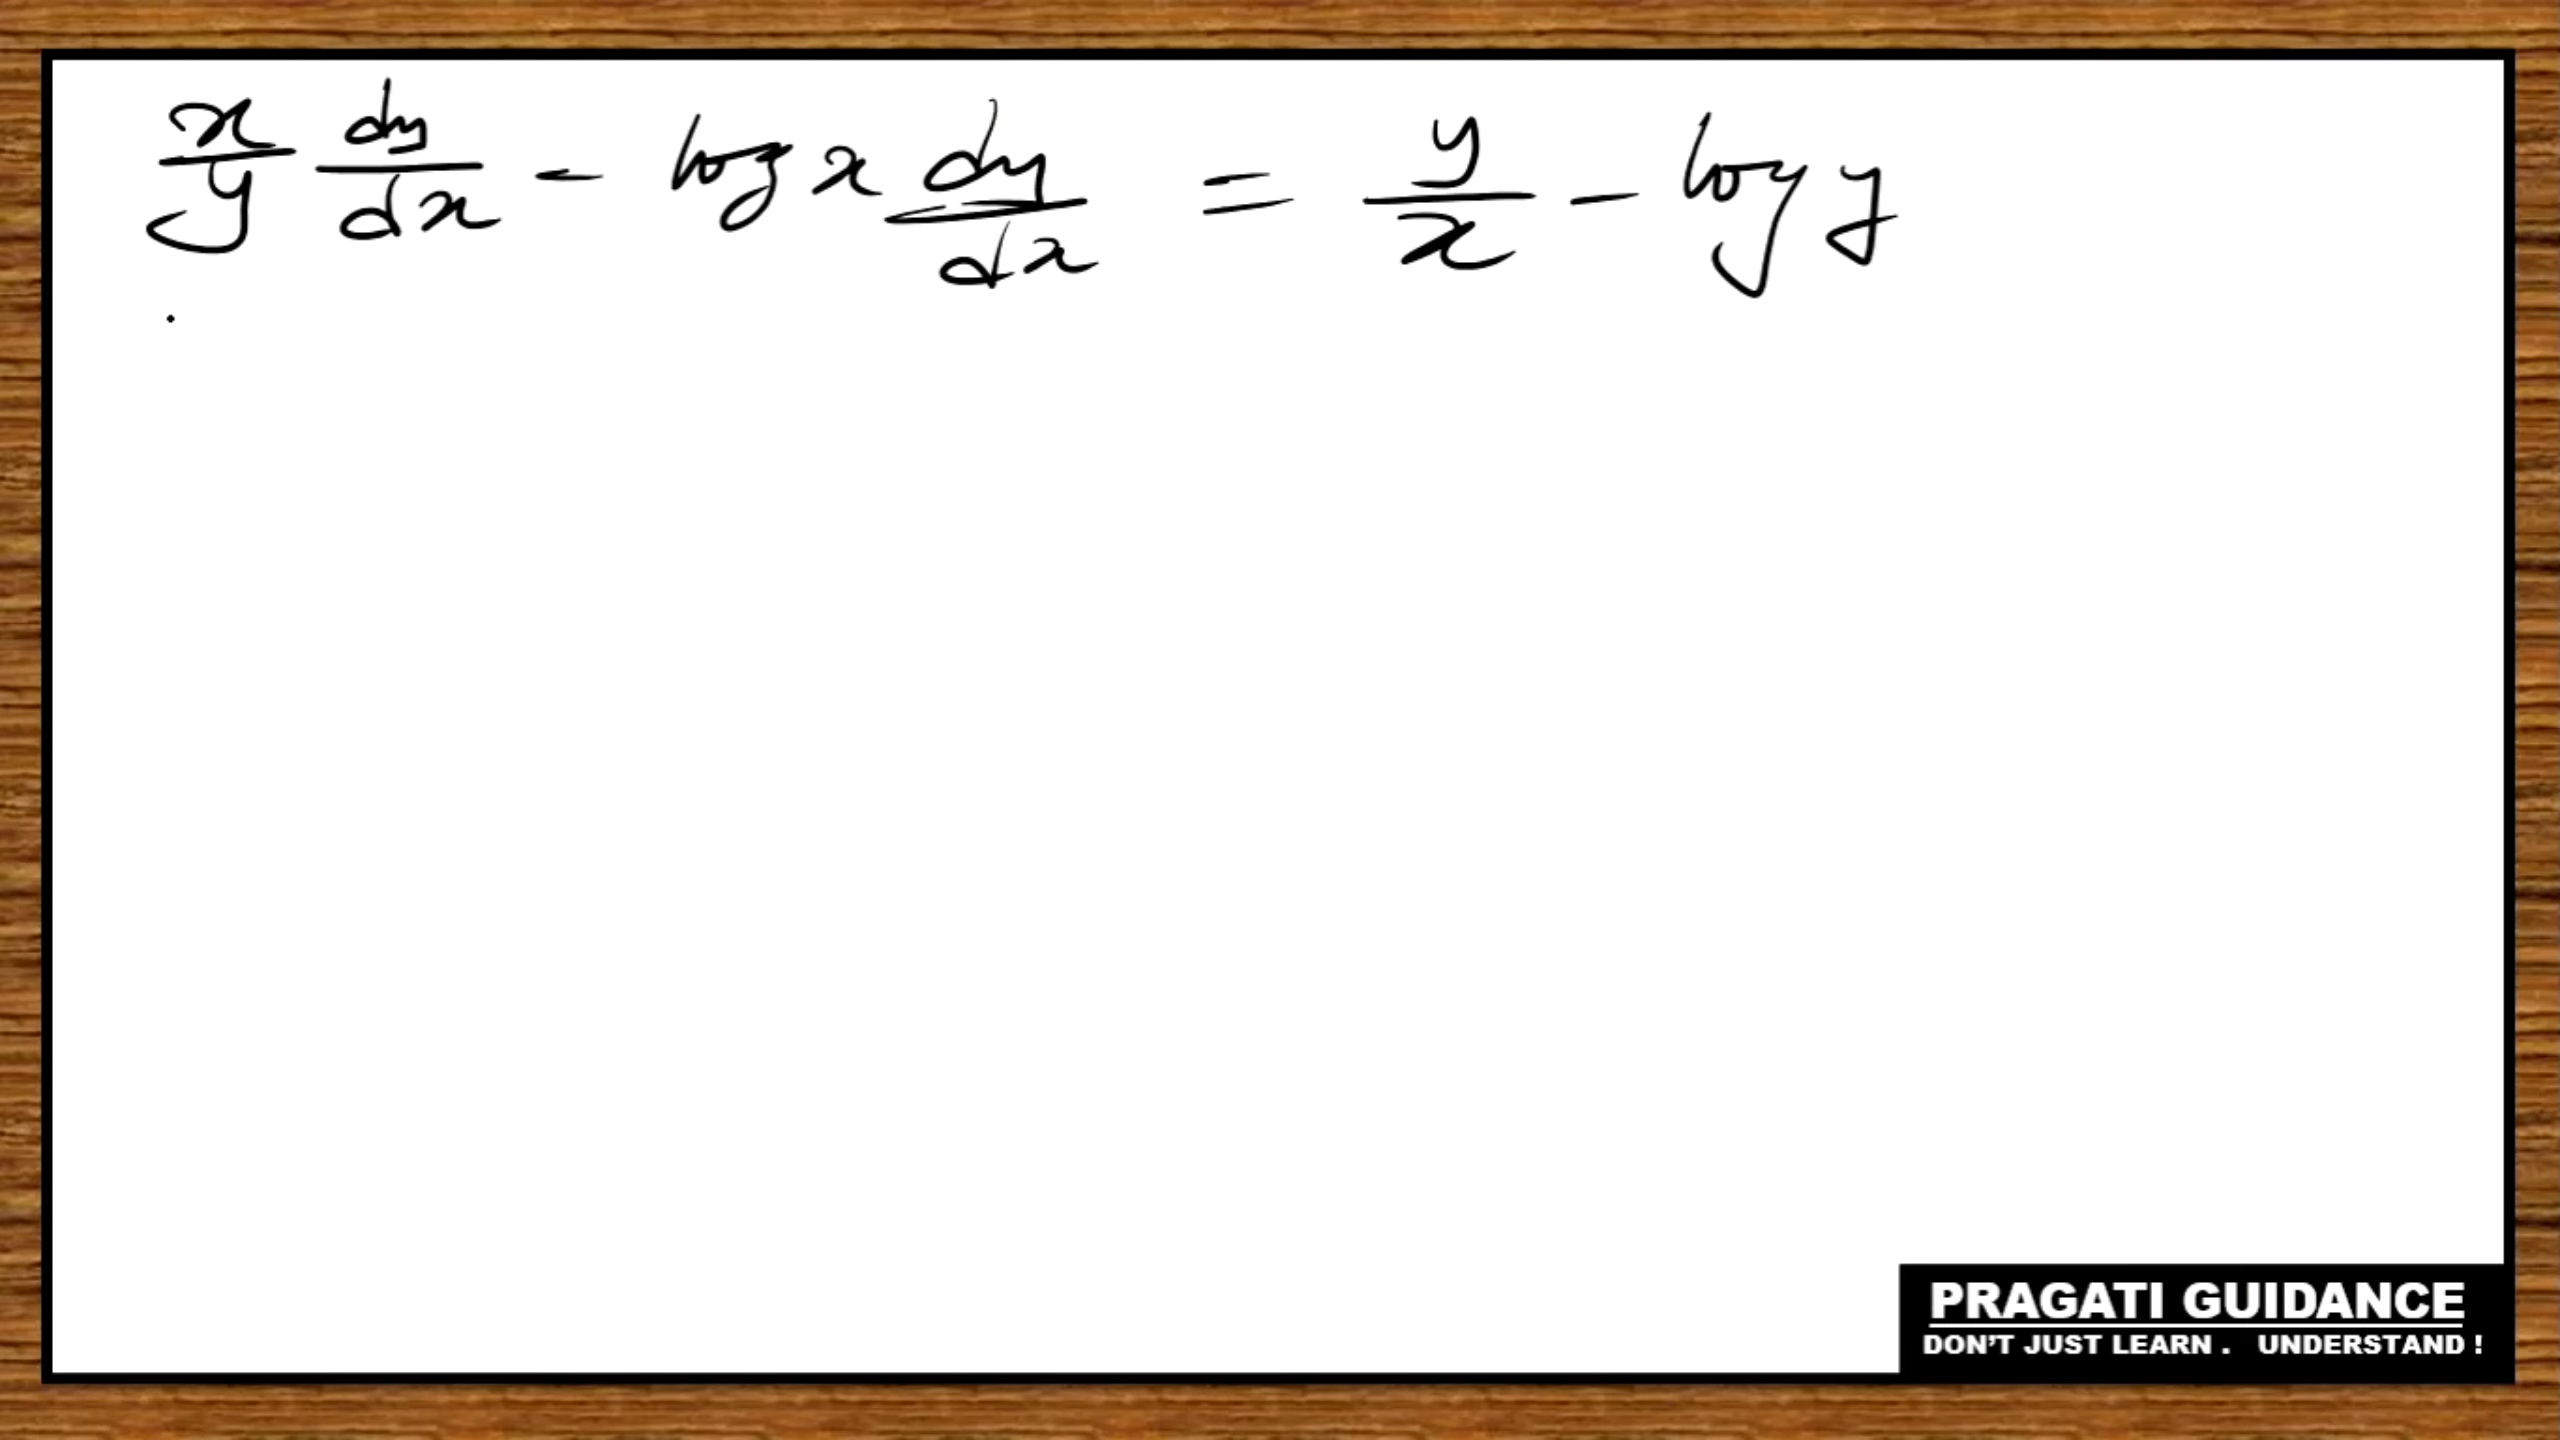 x/y dy/dx - log x dy/dx = y/x - log y
PRAGATI GUIDANCE
DON'T JUST LEARN . UNDERSTAND !